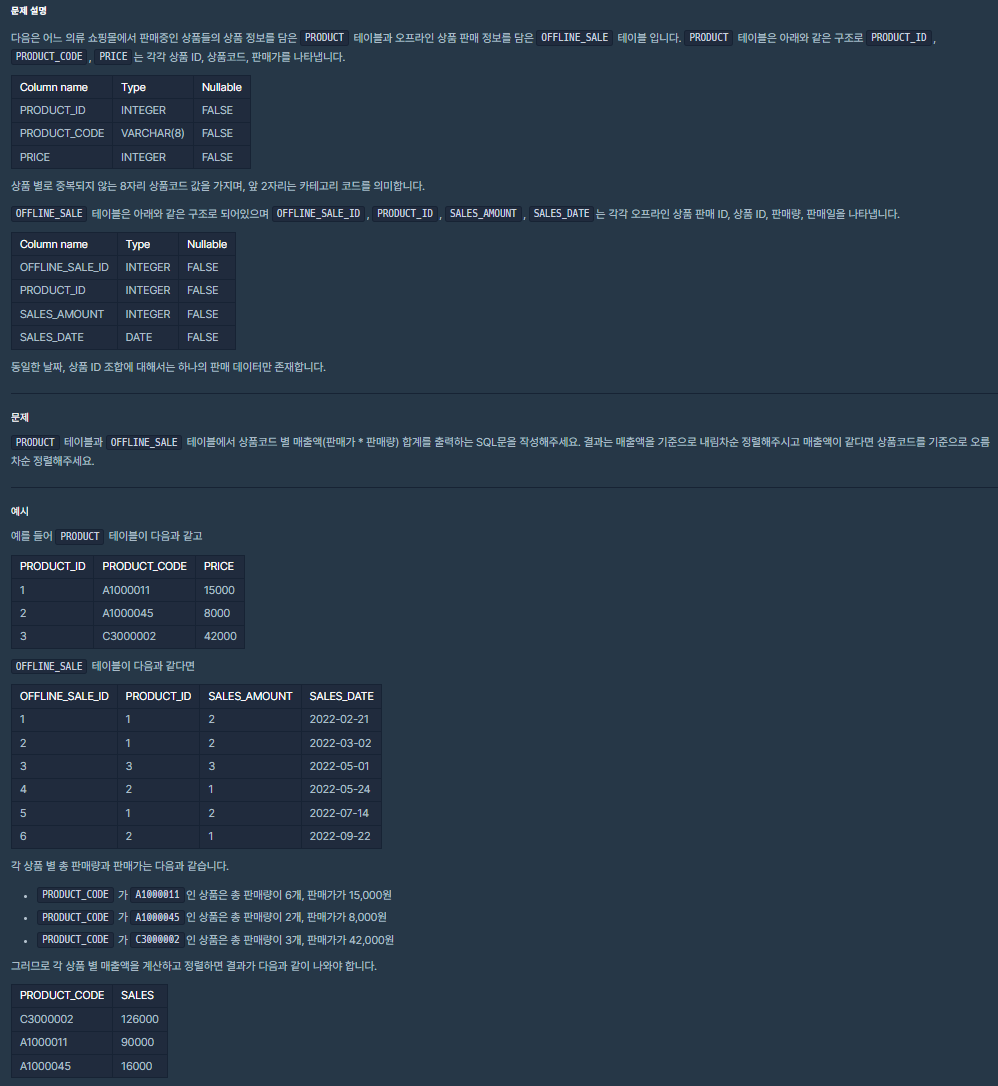 문제 설명
다음은 어느 의류 쇼핑몰에서 판매중인 상품들의 상품 정보를 담은 PRODUCT 테이블과 오프라인 상품 판매 정보를 담은 OFFLINE_SALE 테이블 입니다. PRODUCT 테이블은 아래와 같은 구조로 PRODUCT_ID ,
PRODUCT_CODE , PRICE 는 각각 상품 ID, 상품코드, 판매가를 나타냅니다.
Column name Type Nullable
PRODUCT_ID INTEGER FALSE
PRODUCT_CODE VARCHAR(8) FALSE
PRICE INTEGER FALSE
상품 별로 중복되지 않는 8자리 상품코드 값을 가지며, 앞 2자리는 카테고리 코드를 의미합니다.
OFFLINE_SALE 테이블은 아래와 같은 구조로 되어있으며 OFFLINE_SALE_ID , PRODUCT_ID , SALES_AMOUNT , SALES_DATE 는 각각 오프라인 상품 판매 ID, 상품 ID, 판매량, 판매일을 나타냅니다.
Column name Type Nullable
OFFLINE_SALE_ID INTEGER FALSE
PRODUCT_ID INTEGER FALSE
SALES_AMOUNT INTEGER FALSE
SALES_DATE DATE FALSE
동일한 날짜, 상품 ID 조합에 대해서는 하나의 판매 데이터만 존재합니다.
문제
PRODUCT 테이블과 OFFLINE_SALE 테이블에서 상품코드 별 매출액(판매가 * 판매량) 합계를 출력하는 SQL문을 작성해주세요. 결과는 매출액을 기준으로 내림차순 정렬해주시고 매출액이 같다면 상품코드를 기준으로 오름
차순 정렬해주세요.
예시
예를 들어 PRODUCT 테이블이 다음과 같고
PRODUCT_ID PRODUCT_CODE PRICE
1 A1000011 15000
2 A1000045 8000
3 C3000002 42000
OFFLINE_SALE 테이블이 다음과 같다면
OFFLINE_SALE_ID PRODUCT_ID SALES_AMOUNT SALES_DATE
1 1 2 2022-02-21
2 1 2 2022-03-02
3 3 3 2022-05-01
4 2 1 2022-05-24
5 1 2 2022-07-14
6 2 1 2022-09-22
각 상품 별 총 판매량과 판매가는 다음과 같습니다.
• PRODUCT_CODE 가 A1000011 인 상품은 총 판매량이 6개, 판매가가 15,000원
• PRODUCT_CODE 가 A1000045 인 상품은 총 판매량이 2개, 판매가가 8,000원
• PRODUCT_CODE 가 C3000002 인 상품은 총 판매량이 3개, 판매가가 42,000원
그러므로 각 상품 별 매출액을 계산하고 정렬하면 결과가 다음과 같이 나와야 합니다.
PRODUCT_CODE SALES
C3000002 126000
A1000011 90000
A1000045 16000